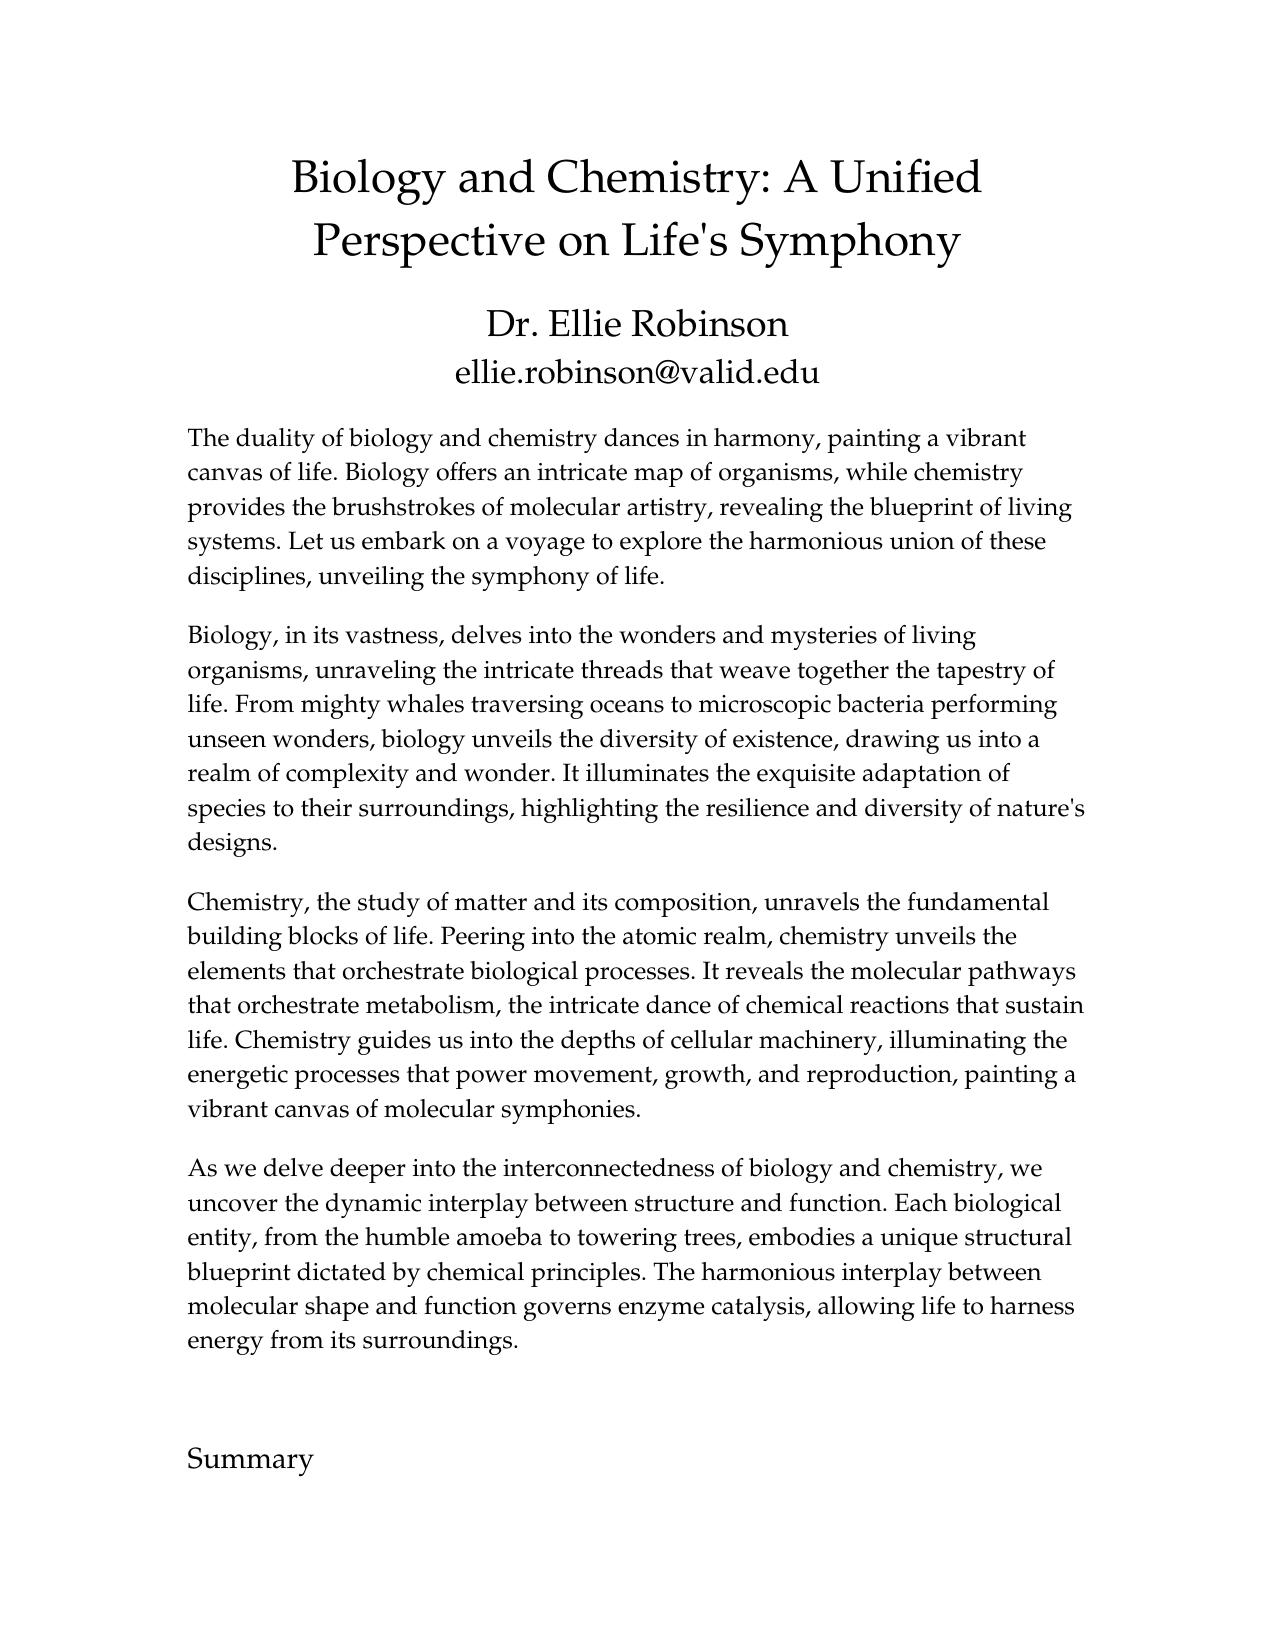 Biology and Chemistry: A Unified
Perspective on Life's Symphony
Dr. Ellie Robinson
ellie.robinson@valid.edu
The duality of biology and chemistry dances in harmony, painting a vibrant
canvas of life. Biology offers an intricate map of organisms, while chemistry
provides the brushstrokes of molecular artistry, revealing the blueprint of living
systems. Let us embark on a voyage to explore the harmonious union of these
disciplines, unveiling the symphony of life.
Biology, in its vastness, delves into the wonders and mysteries of living
organisms, unraveling the intricate threads that weave together the tapestry of
life. From mighty whales traversing oceans to microscopic bacteria performing
unseen wonders, biology unveils the diversity of existence, drawing us into a
realm of complexity and wonder. It illuminates the exquisite adaptation of
species to their surroundings, highlighting the resilience and diversity of nature's
designs.
Chemistry, the study of matter and its composition, unravels the fundamental
building blocks of life. Peering into the atomic realm, chemistry unveils the
elements that orchestrate biological processes. It reveals the molecular pathways
that orchestrate metabolism, the intricate dance of chemical reactions that sustain
life. Chemistry guides us into the depths of cellular machinery, illuminating the
energetic processes that power movement, growth, and reproduction, painting a
vibrant canvas of molecular symphonies.
As we delve deeper into the interconnectedness of biology and chemistry, we
uncover the dynamic interplay between structure and function. Each biological
entity, from the humble amoeba to towering trees, embodies a unique structural
blueprint dictated by chemical principles. The harmonious interplay between
molecular shape and function governs enzyme catalysis, allowing life to harness
energy from its surroundings.
Summary